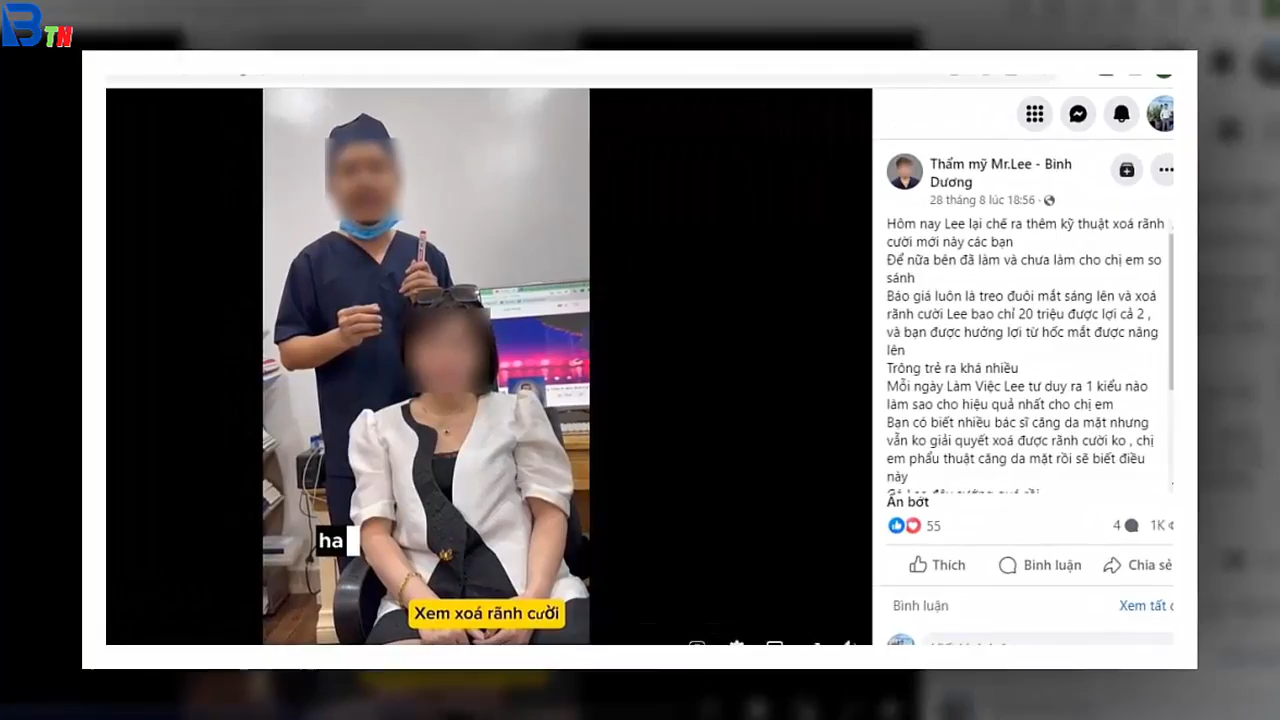 BTN
Thẩm mỹ Mr.Lee - Bình
Dương
28 tháng 8 lúc 18:56 ·
Hôm nay Lee lại chế ra thêm kỹ thuật xoá rãnh
cười mới này các bạn
Để nữa bên đã làm và chưa làm cho chị em so
sánh
Báo giá luôn là treo đuôi mắt sáng lên và xoá
rãnh cười Lee bao chỉ 20 triệu được lợi cả 2 ,
và bạn được hưởng lợi từ hốc mắt được nâng
lên
Trông trẻ ra khá nhiều
Mỗi ngày Làm Việc Lee tư duy ra 1 kiểu nào
làm sao cho hiệu quả nhất cho chị em
Bạn có biết nhiều bác sĩ căng da mặt nhưng
vẫn ko giải quyết xoá được rãnh cười ko , chị
em phẩu thuật căng da mặt rồi sẽ biết điều
này
Ẩn bớt
55
4
1K
Thích
Bình luận
Chia sẻ
Bình luận
Xem tất
ha
Xem xoá rãnh cười